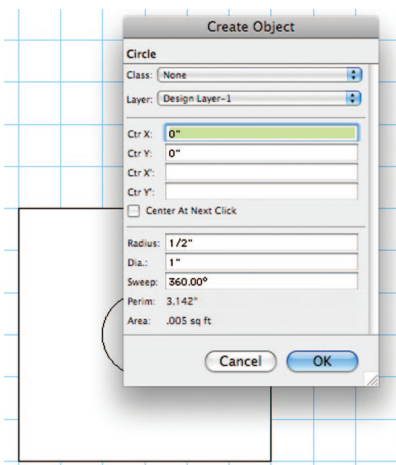 Create Object
Circle
Class: None
Layer: Design Layer-1
Ctr X: 0"
Ctr Y: 0"
Ctr X':
Ctr Y':
Center At Next Click
Radius: 1/2"
Dia.: 1"
Sweep: 360.00°
Perim: 3.142"
Area: .005 sq ft
Cancel OK